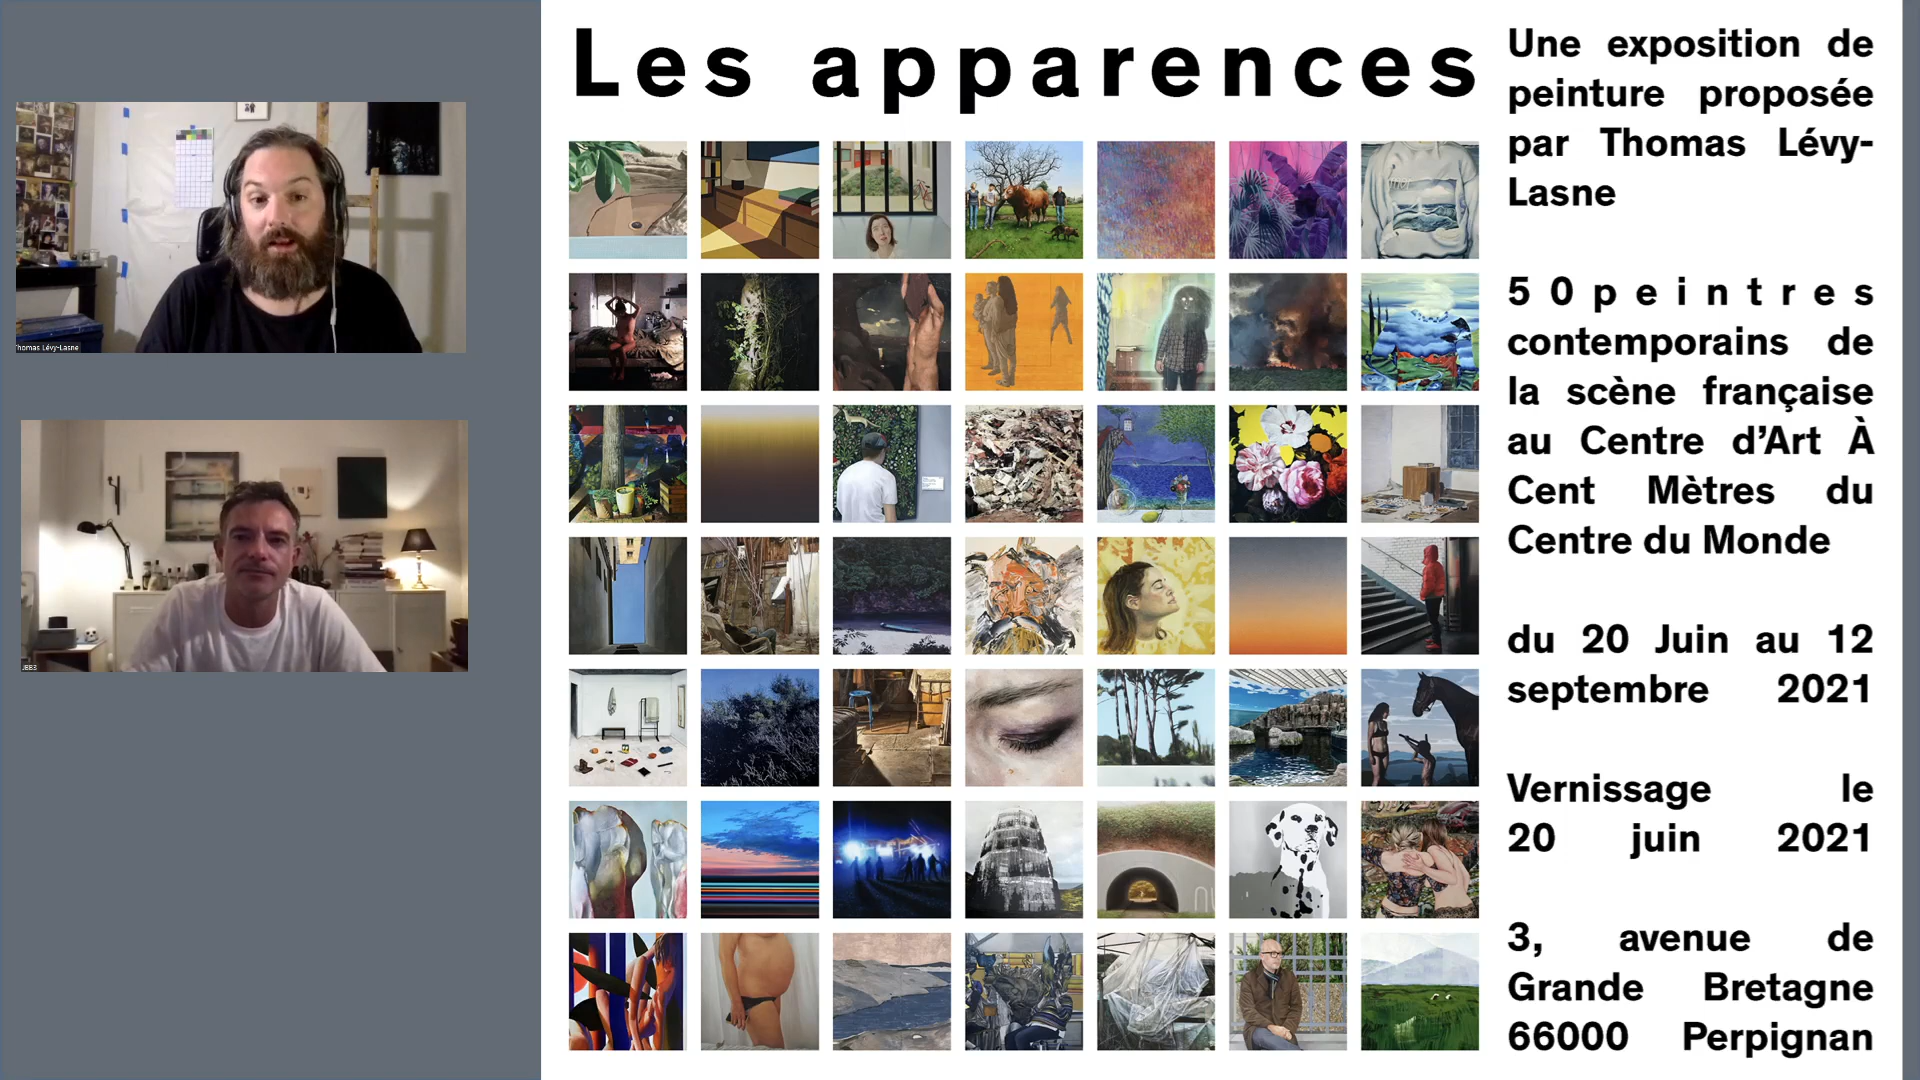 Les apparences
Une exposition de
peinture proposée
par Thomas Lévy-
Lasne
50peintres
contemporains de
la scène française
au Centre d'Art À
Cent Mètres du
Centre du Monde
du 20 Juin au 12
septembre 2021
Vernissage le
20 juin 2021
3, avenue de
Grande Bretagne
66000 Perpignan
Thomas Lévy-Lasne